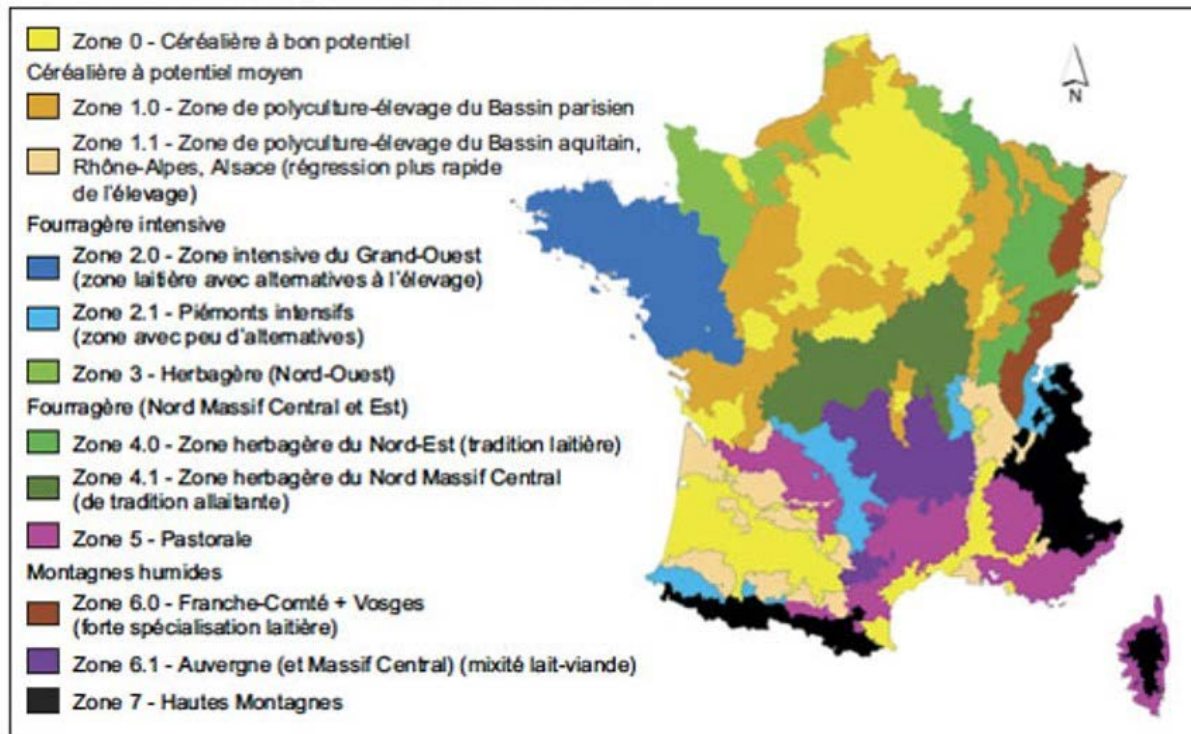 Zone 0 - Céréalière à bon potentiel
Céréalière à potentiel moyen
Zone 1.0 - Zone de polyculture-élevage du Bassin parisien
Zone 1.1 - Zone de polyculture-élevage du Bassin aquitain,
Rhône-Alpes, Alsace (régression plus rapide
de l'élevage)
Fourragère intensive
Zone 2.0 - Zone intensive du Grand-Ouest
(zone laitière avec alternatives à l'élevage)
Zone 2.1 - Piémonts intensifs
(zone avec peu d'alternatives)
Zone 3 - Herbagère (Nord-Ouest)
Fourragère (Nord Massif Central et Est)
Zone 4.0 - Zone herbagère du Nord-Est (tradition laitière)
Zone 4.1 - Zone herbagère du Nord Massif Central
(de tradition allaitante)
Zone 5 - Pastorale
Montagnes humides
Zone 6.0 - Franche-Comté + Vosges
(forte spécialisation laitière)
Zone 6.1 - Auvergne (et Massif Central) (mixité lait-viande)
Zone 7 - Hautes Montagnes
N